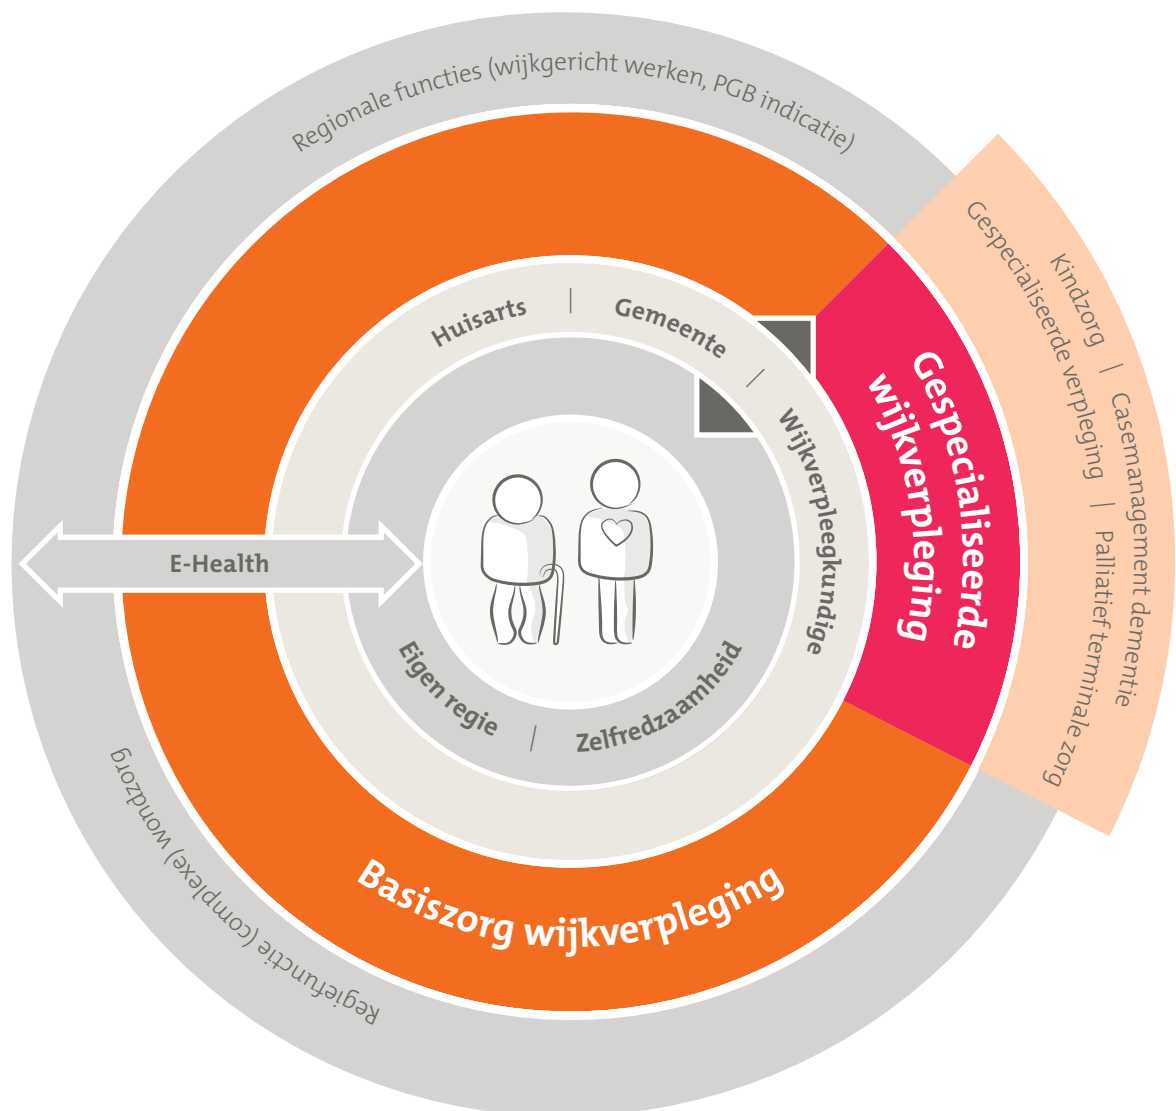 Regionale functies (wijkgericht werken, PGB indicatie)
Kindzorg | Casemanagement dementie
Gespecialiseerde verpleging | Palliatief terminale zorg
Gespecialiseerde
wijkverpleging
Huisarts | Gemeente | Wijkverpleegkundige
E-Health
Eigen regie | Zelfredzaamheid
Basiszorg wijkverpleging
Regiefunctie (complexe) wondzorg